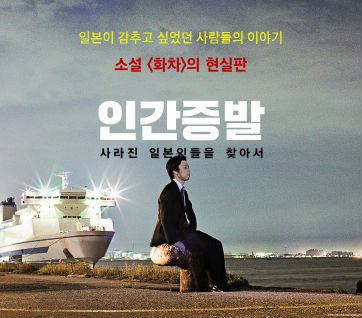 일본이 감추고 싶었던 사람들의 이야기
소설 〈화차〉의 현실판
인간증발
사라진 일본인들을 찾아서